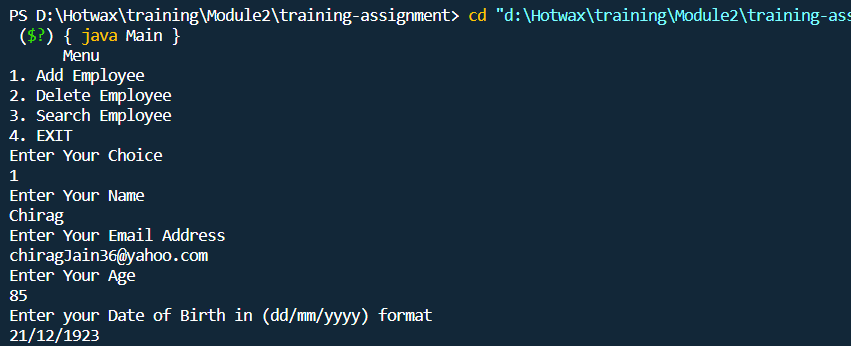 PS D:\Hotwax\training\Module2\training-assignment> cd "d:\Hotwax\training\Module2\training-ass
($?) { java Main }
Menu
1. Add Employee
2. Delete Employee
3. Search Employee
4. EXIT
Enter Your Choice
1
Enter Your Name
Chirag
Enter Your Email Address
chiragJain36@yahoo.com
Enter Your Age
85
Enter your Date of Birth in (dd/mm/yyyy) format
21/12/1923